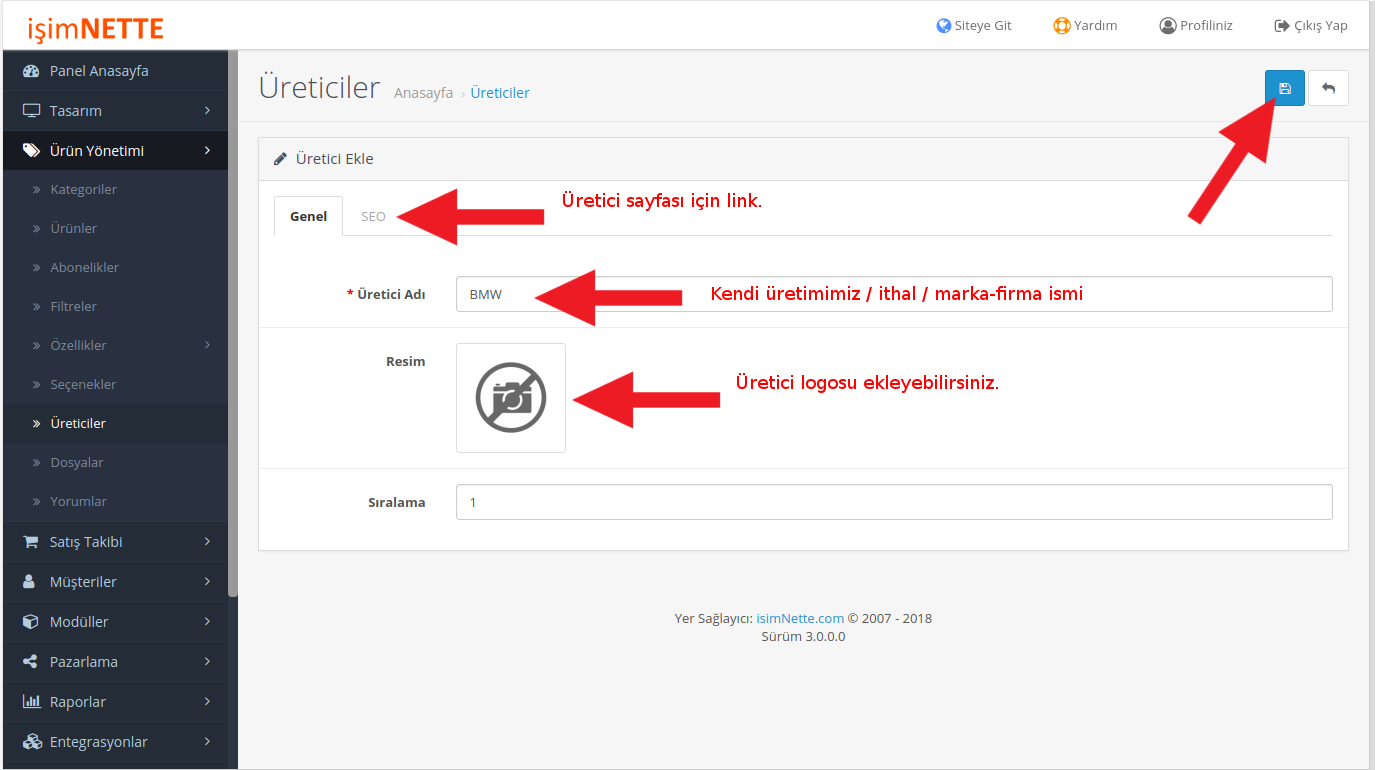 işimNETTE
Siteye Git
Yardım
Profiliniz
Çıkış Yap
Panel Anasayfa
Tasarım
Ürün Yönetimi
Kategoriler
Ürünler
Abonelikler
Filtreler
Özellikler
Seçenekler
Üreticiler
Dosyalar
Yorumlar
Satış Takibi
Müşteriler
Modüller
Pazarlama
Raporlar
Entegrasyonlar
Üreticiler
Anasayfa › Üreticiler
Üretici Ekle
Genel
SEO
Üretici sayfası için link.
* Üretici Adı
BMW
Kendi üretimimiz / ithal / marka-firma ismi
Resim
Üretici logosu ekleyebilirsiniz.
Sıralama
1
Yer Sağlayıcı: isimNette.com © 2007 - 2018
Sürüm 3.0.0.0